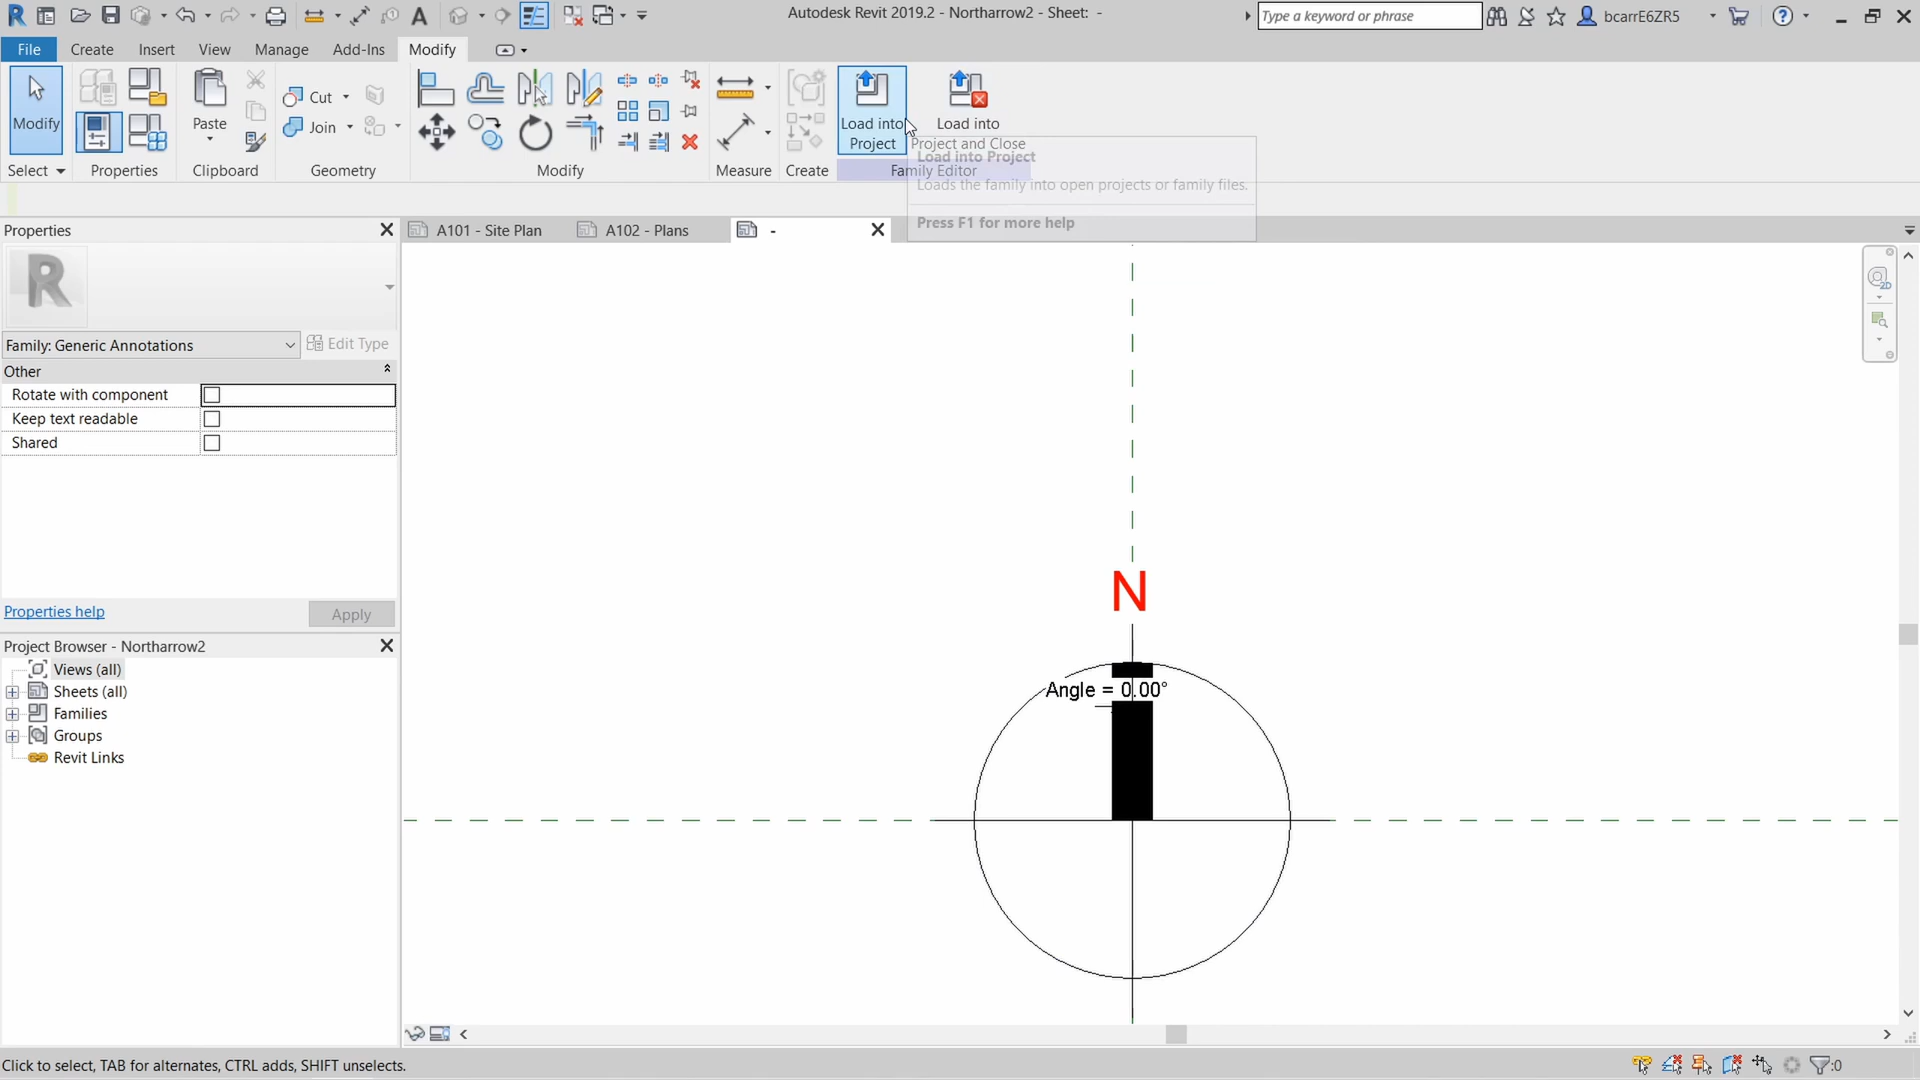 Autodesk Revit 2019.2 - Northarrow2 - Sheet: -
Type a keyword or phrase
bcarrE6ZR5
File Create Insert View Manage Add-Ins Modify
Modify
Paste
Cut
Join
Load into
Project
Load into
Project and Close
Select Properties Clipboard Geometry Modify Measure Create Family Editor
Load into Project
Loads the family into open projects or family files.
Press F1 for more help
Properties
A101 - Site Plan
A102 - Plans
-
R
Family: Generic Annotations
Edit Type
Other
Rotate with component
Keep text readable
Shared
Properties help
Apply
Project Browser - Northarrow2
Views (all)
Sheets (all)
Families
Groups
Revit Links
2D
N
Angle = 0.00°
Click to select, TAB for alternates, CTRL adds, SHIFT unselects.
:0